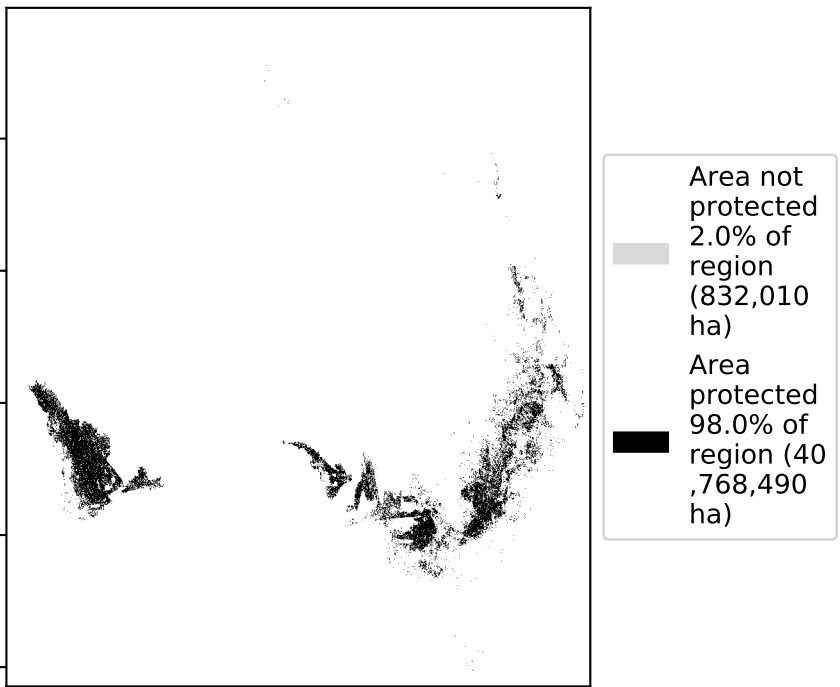 Area not
protected
2.0% of
region
(832,010
ha)
Area
protected
98.0% of
region (40
,768,490
ha)